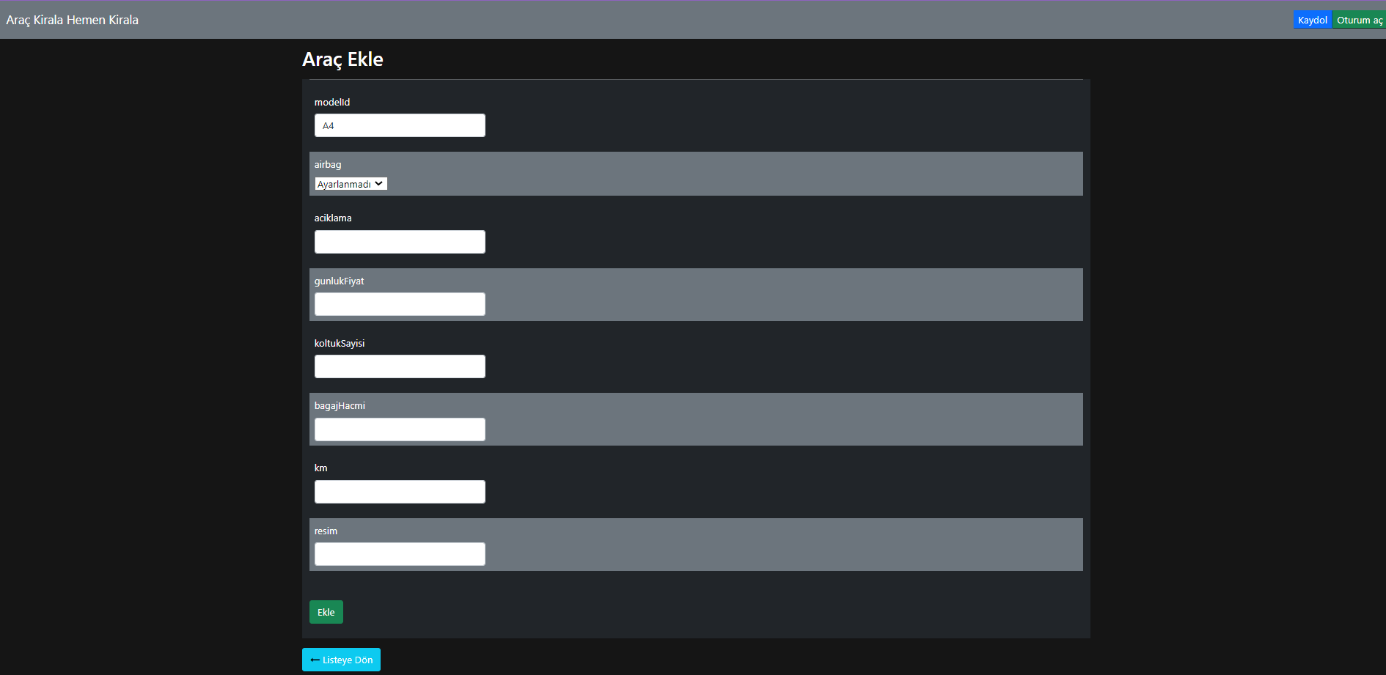 Araç Kirala Hemen Kirala
Kaydol Oturum aç
Araç Ekle
modelId
A4
airbag
Ayarlanmadı
aciklama
gunlukFiyat
koltukSayisi
bagajHacmi
km
resim
Ekle
← Listeye Dön